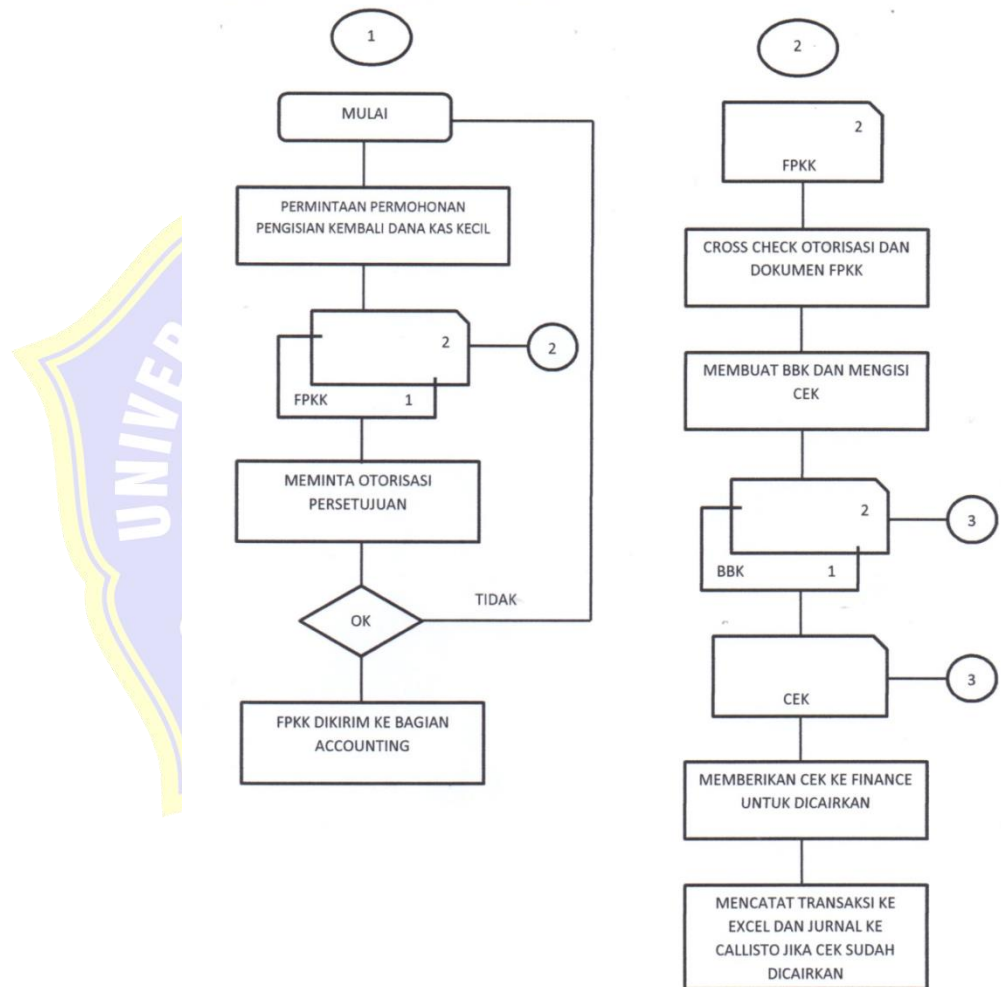 1
MULAI
PERMINTAAN PERMOHONAN
PENGISIAN KEMBALI DANA KAS KECIL
2
2
FPKK 1
MEMINTA OTORISASI
PERSETUJUAN
OK
TIDAK
FPKK DIKIRIM KE BAGIAN
ACCOUNTING
2
2
FPKK
CROSS CHECK OTORISASI DAN
DOKUMEN FPKK
MEMBUAT BBK DAN MENGISI
CEK
2
3
BBK 1
CEK
3
MEMBERIKAN CEK KE FINANCE
UNTUK DICAIRKAN
MENCATAT TRANSAKSI KE
EXCEL DAN JURNAL KE
CALLISTO JIKA CEK SUDAH
DICAIRKAN